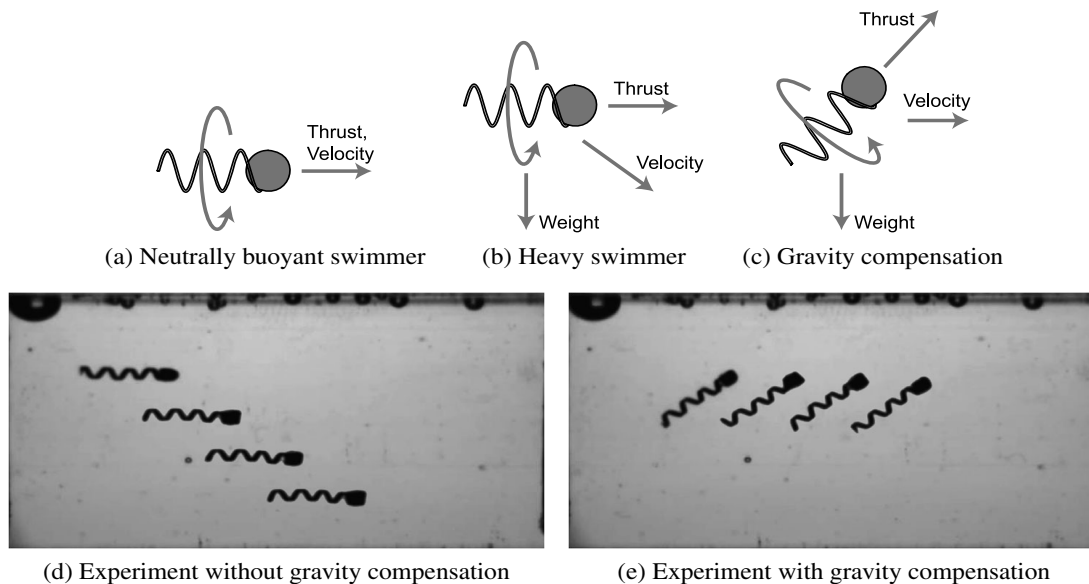 Thrust,
Velocity
(a) Neutrally buoyant swimmer
Thrust
Velocity
Weight
(b) Heavy swimmer
Thrust
Velocity
Weight
(c) Gravity compensation
(d) Experiment without gravity compensation
(e) Experiment with gravity compensation